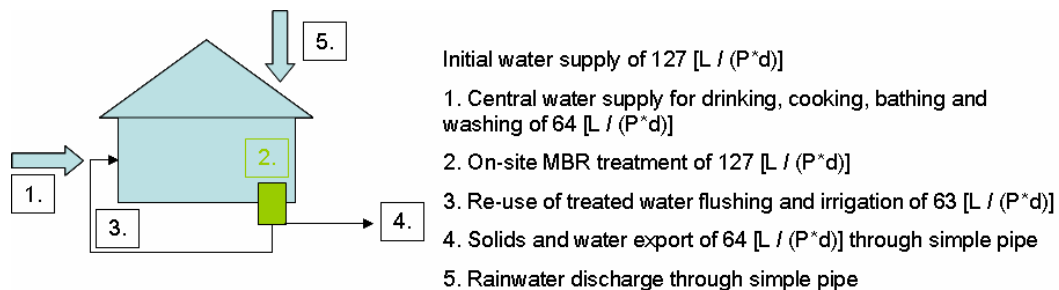 5.
2.
1.
3.
4.
Initial water supply of 127 [L / (P*d)]
1. Central water supply for drinking, cooking, bathing and
washing of 64 [L / (P*d)]
2. On-site MBR treatment of 127 [L / (P*d)]
3. Re-use of treated water flushing and irrigation of 63 [L / (P*d)]
4. Solids and water export of 64 [L / (P*d)] through simple pipe
5. Rainwater discharge through simple pipe